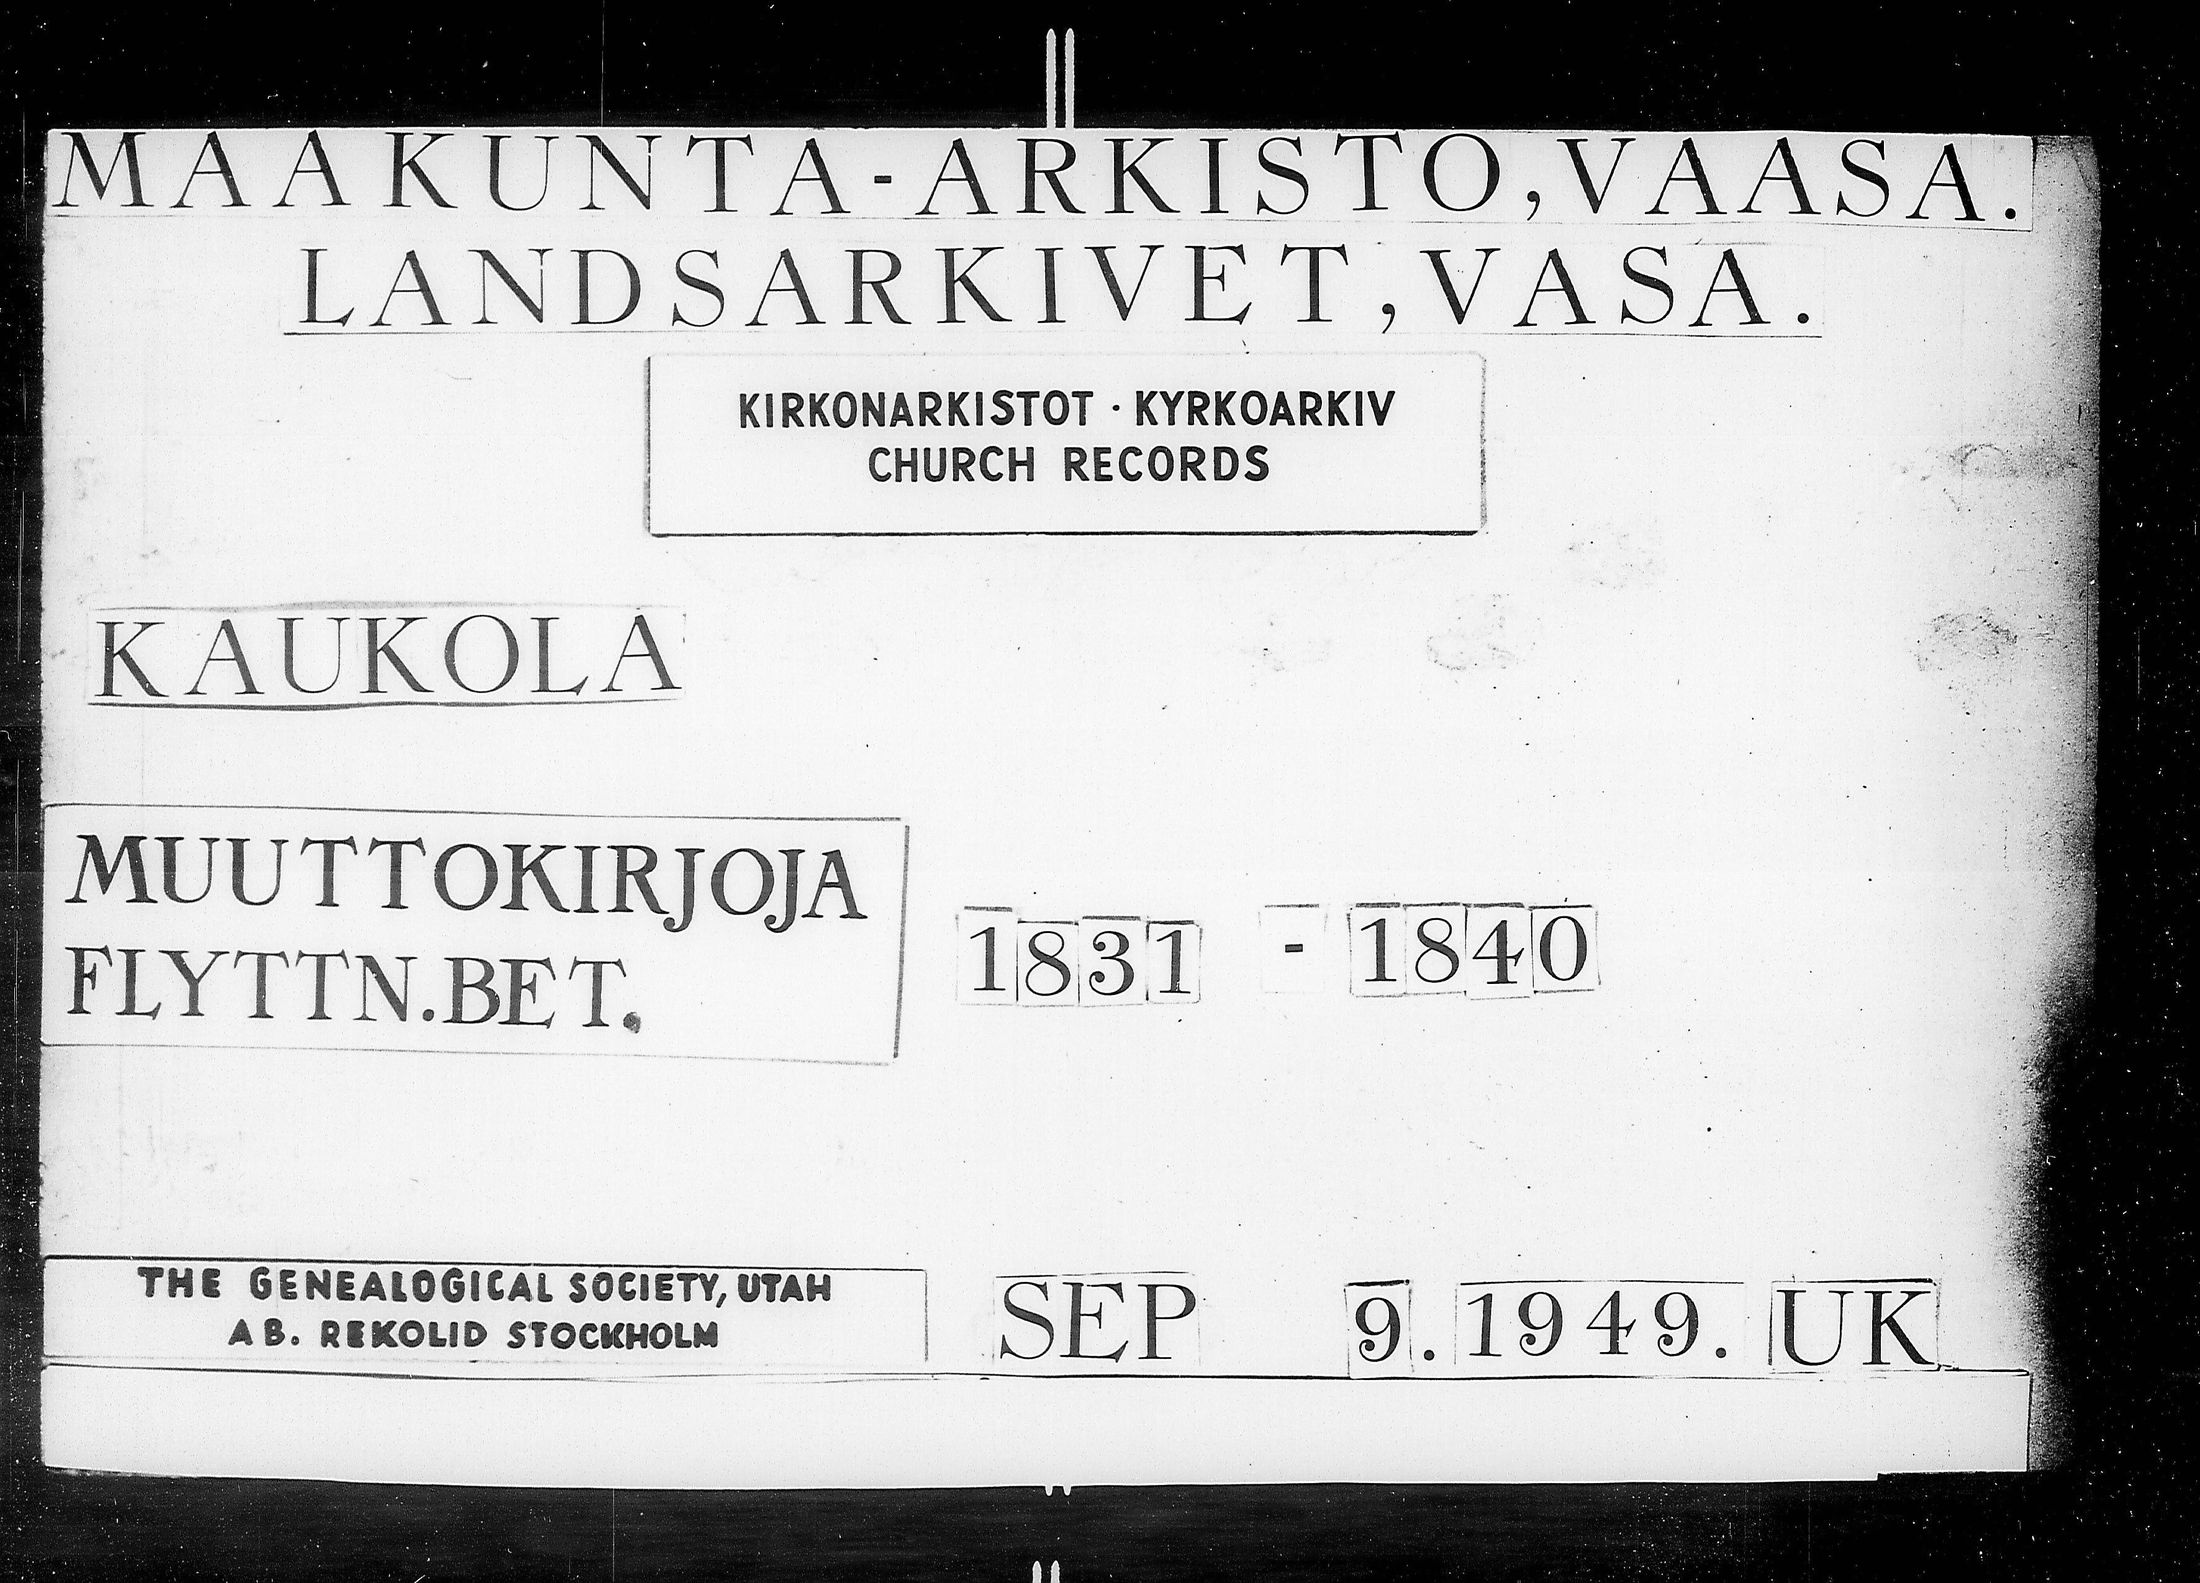 MAAKUNTA-ARKISTO, VAASA.
LANDSARKIVET, VASA.
KIRKONARKISTOT · KYRKOARKIV
CHURCH RECORDS
KAUKOLA
MUUTTOKIRJOJA
FLYTTN. BET.
1831 - 1840
THE GENEALOGICAL SOCIETY, UTAH
AB. REKOLID STOCKHOLM
SEP 9. 1949. UK